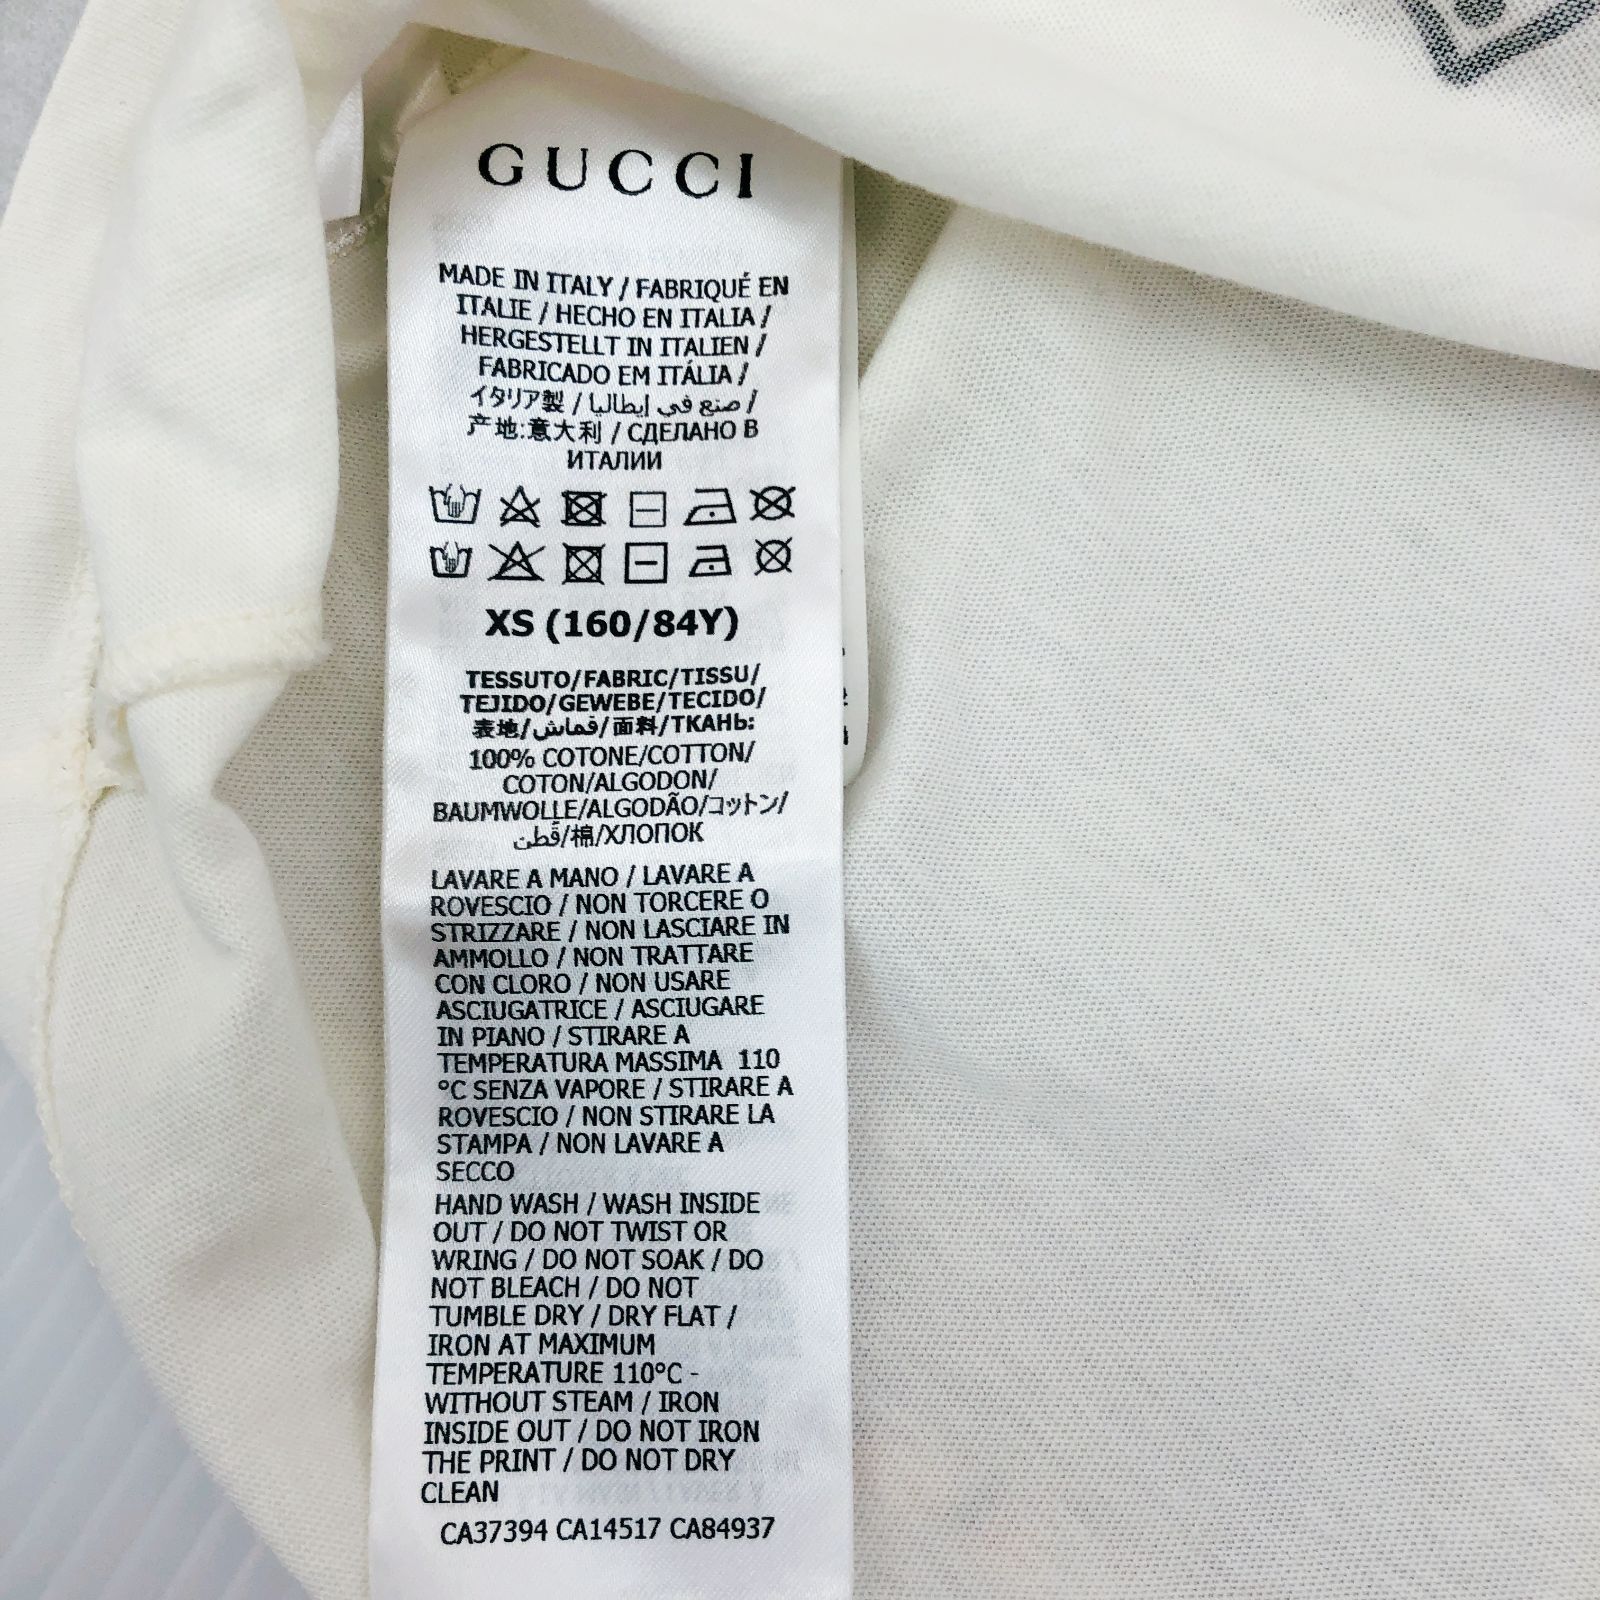 GUCCI
MADE IN ITALY / FABRIQUÉ EN
ITALIE / HECHO EN ITALIA /
HERGESTELLT IN ITALIEN /
FABRICADO EM ITÁLIA /
イタリア製 / صنع في إيطاليا /
产地:意大利 / СДЕЛАНО В
ИТАЛИИ
XS (160/84Y)
TESSUTO/FABRIC/TISSU/
TEJIDO/GEWEBE/TECIDO/
表地/قماش/面料/ТКАНЬ:
100% COTONE/COTTON/
COTON/ALGODON/
BAUMWOLLE/ALGODÃO/コットン/
قطن/棉/ХЛОПОК
LAVARE A MANO / LAVARE A
ROVESCIO / NON TORCERE O
STRIZZARE / NON LASCIARE IN
AMMOLLO / NON TRATTARE
CON CLORO / NON USARE
ASCIUGATRICE / ASCIUGARE
IN PIANO / STIRARE A
TEMPERATURA MASSIMA 110
°C SENZA VAPORE / STIRARE A
ROVESCIO / NON STIRARE LA
STAMPA / NON LAVARE A
SECCO
HAND WASH / WASH INSIDE
OUT / DO NOT TWIST OR
WRING / DO NOT SOAK / DO
NOT BLEACH / DO NOT
TUMBLE DRY / DRY FLAT /
IRON AT MAXIMUM
TEMPERATURE 110°C -
WITHOUT STEAM / IRON
INSIDE OUT / DO NOT IRON
THE PRINT / DO NOT DRY
CLEAN
CA37394 CA14517 CA84937